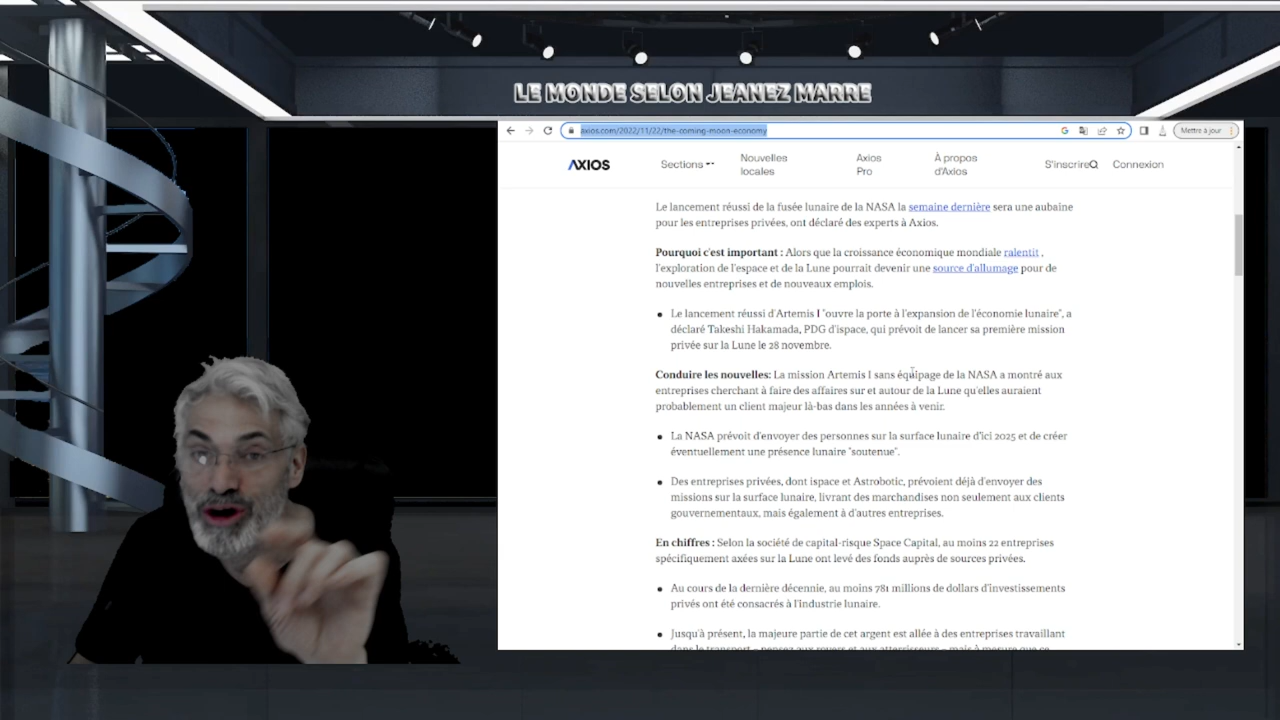 LE MONDE SELON JEANEZ MARRE
axios.com/2022/11/22/the-coming-moon-economy
Mettre à jour
AXIOS
Sections
Nouvelles locales
Axios Pro
À propos d'Axios
S'inscrire
Connexion
Le lancement réussi de la fusée lunaire de la NASA la semaine dernière sera une aubaine
pour les entreprises privées, ont déclaré des experts à Axios.
Pourquoi c'est important : Alors que la croissance économique mondiale ralentit ,
l'exploration de l'espace et de la Lune pourrait devenir une source d'allumage pour de
nouvelles entreprises et de nouveaux emplois.
• Le lancement réussi d'Artemis I "ouvre la porte à l'expansion de l'économie lunaire", a
déclaré Takeshi Hakamada, PDG d'ispace, qui prévoit de lancer sa première mission
privée sur la Lune le 28 novembre.
Conduire les nouvelles: La mission Artemis I sans équipage de la NASA a montré aux
entreprises cherchant à faire des affaires sur et autour de la Lune qu'elles auraient
probablement un client majeur là-bas dans les années à venir.
• La NASA prévoit d'envoyer des personnes sur la surface lunaire d'ici 2025 et de créer
éventuellement une présence lunaire "soutenue".
• Des entreprises privées, dont ispace et Astrobotic, prévoient déjà d'envoyer des
missions sur la surface lunaire, livrant des marchandises non seulement aux clients
gouvernementaux, mais également à d'autres entreprises.
En chiffres : Selon la société de capital-risque Space Capital, au moins 22 entreprises
spécifiquement axées sur la Lune ont levé des fonds auprès de sources privées.
• Au cours de la dernière décennie, au moins 781 millions de dollars d'investissements
privés ont été consacrés à l'industrie lunaire.
• Jusqu'à présent, la majeure partie de cet argent est allée à des entreprises travaillant
dans le transport – pensez aux rovers et aux atterrisseurs – mais à mesure que ce